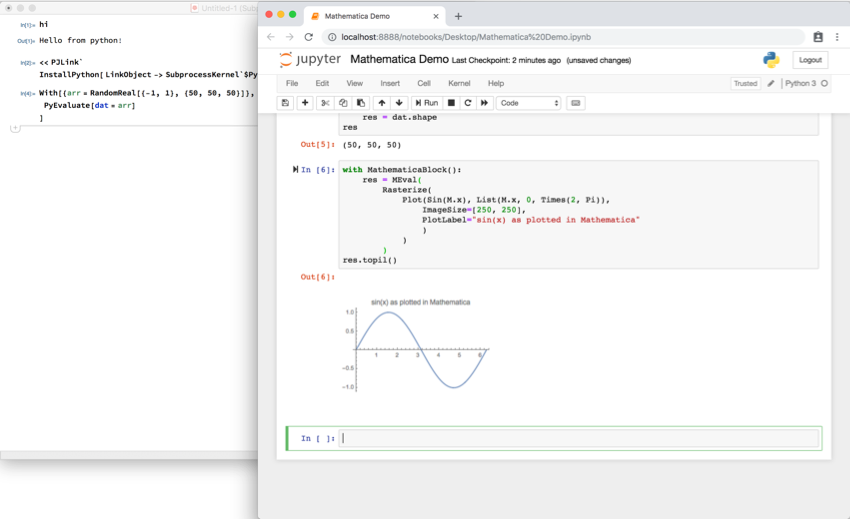 Untitled-1 (Sub
In[1]:= hi
Out[1]= Hello from python:
In[2]:= << PJLink`
InstallPython[LinkObject -> SubprocessKernel`$Py
In[4]:= With[{arr = RandomReal[{-1, 1}, {50, 50, 50}]},
PyEvaluate[dat = arr]
]
Mathematica Demo
localhost:8888/notebooks/Desktop/Mathematica%20Demo.ipynb
jupyter Mathematica Demo Last Checkpoint: 2 minutes ago (unsaved changes)
Logout
File Edit View Insert Cell Kernel Help
Trusted Python 3
Run Code
res = dat.shape
res
Out[5]: (50, 50, 50)
In [6]: with MathematicaBlock():
res = MEval(
Rasterize(
Plot(Sin(M.x), List(M.x, 0, Times(2, Pi)),
ImageSize=[250, 250],
PlotLabel="sin(x) as plotted in Mathematica"
)
)
)
res.topil()
Out[6]:
sin(x) as plotted in Mathematica
1.0
0.5
1 2 3 4 5 6
-0.5
-1.0
In [ ]: